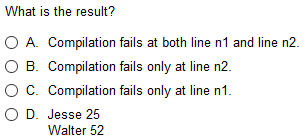 What is the result?
A. Compilation fails at both line n1 and line n2.
B. Compilation fails only at line n2.
C. Compilation fails only at line n1.
D. Jesse 25
Walter 52